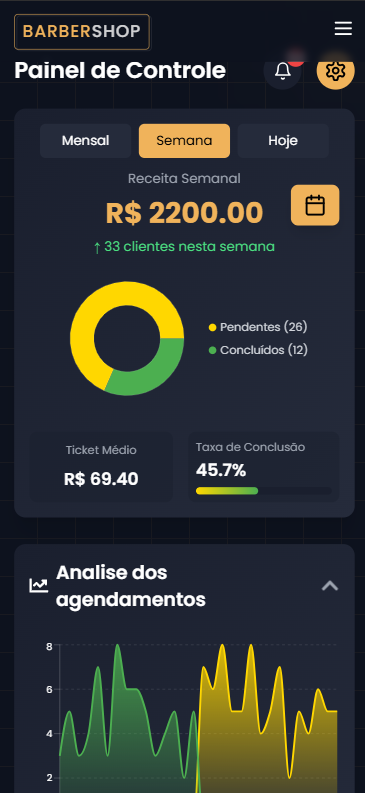 BARBERSHOP
Painel de Controle
Mensal
Semana
Hoje
Receita Semanal
R$ 2200.00
↑ 33 clientes nesta semana
Pendentes (26)
Concluídos (12)
Ticket Médio
R$ 69.40
Taxa de Conclusão
45.7%
Analise dos
agendamentos
8
6
4
2